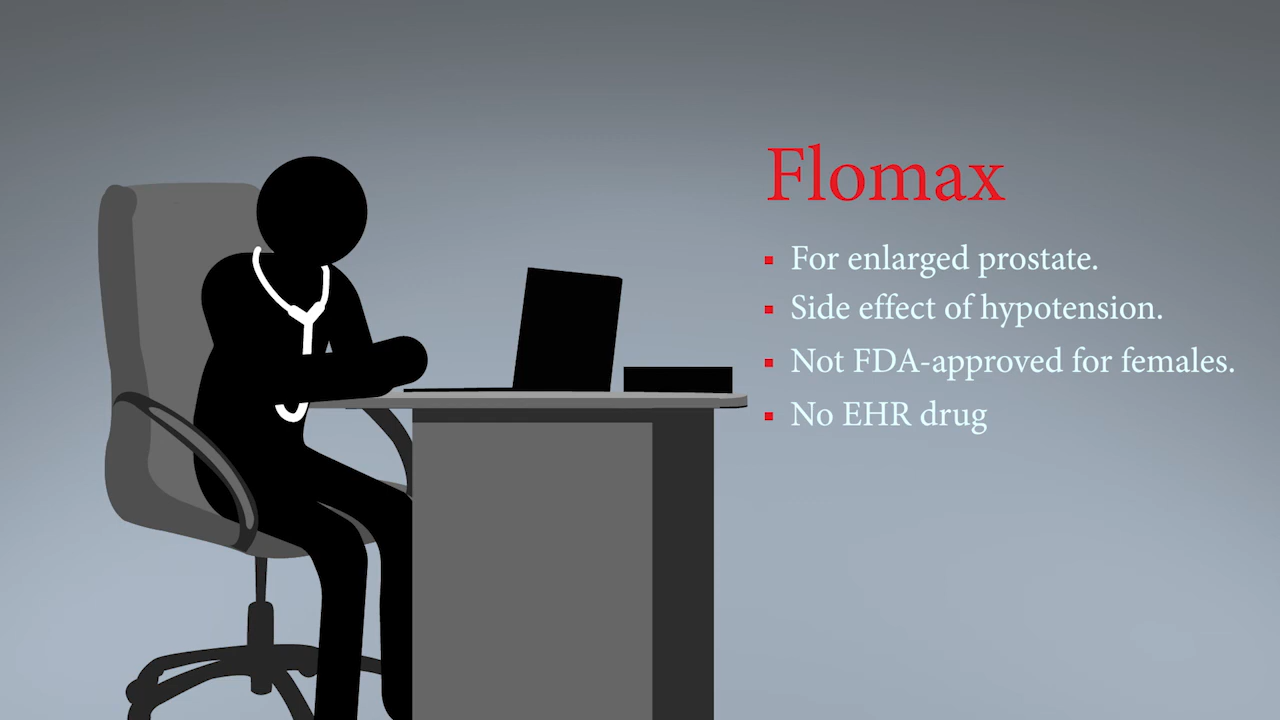 Flomax
For enlarged prostate.
Side effect of hypotension.
Not FDA-approved for females.
No EHR drug